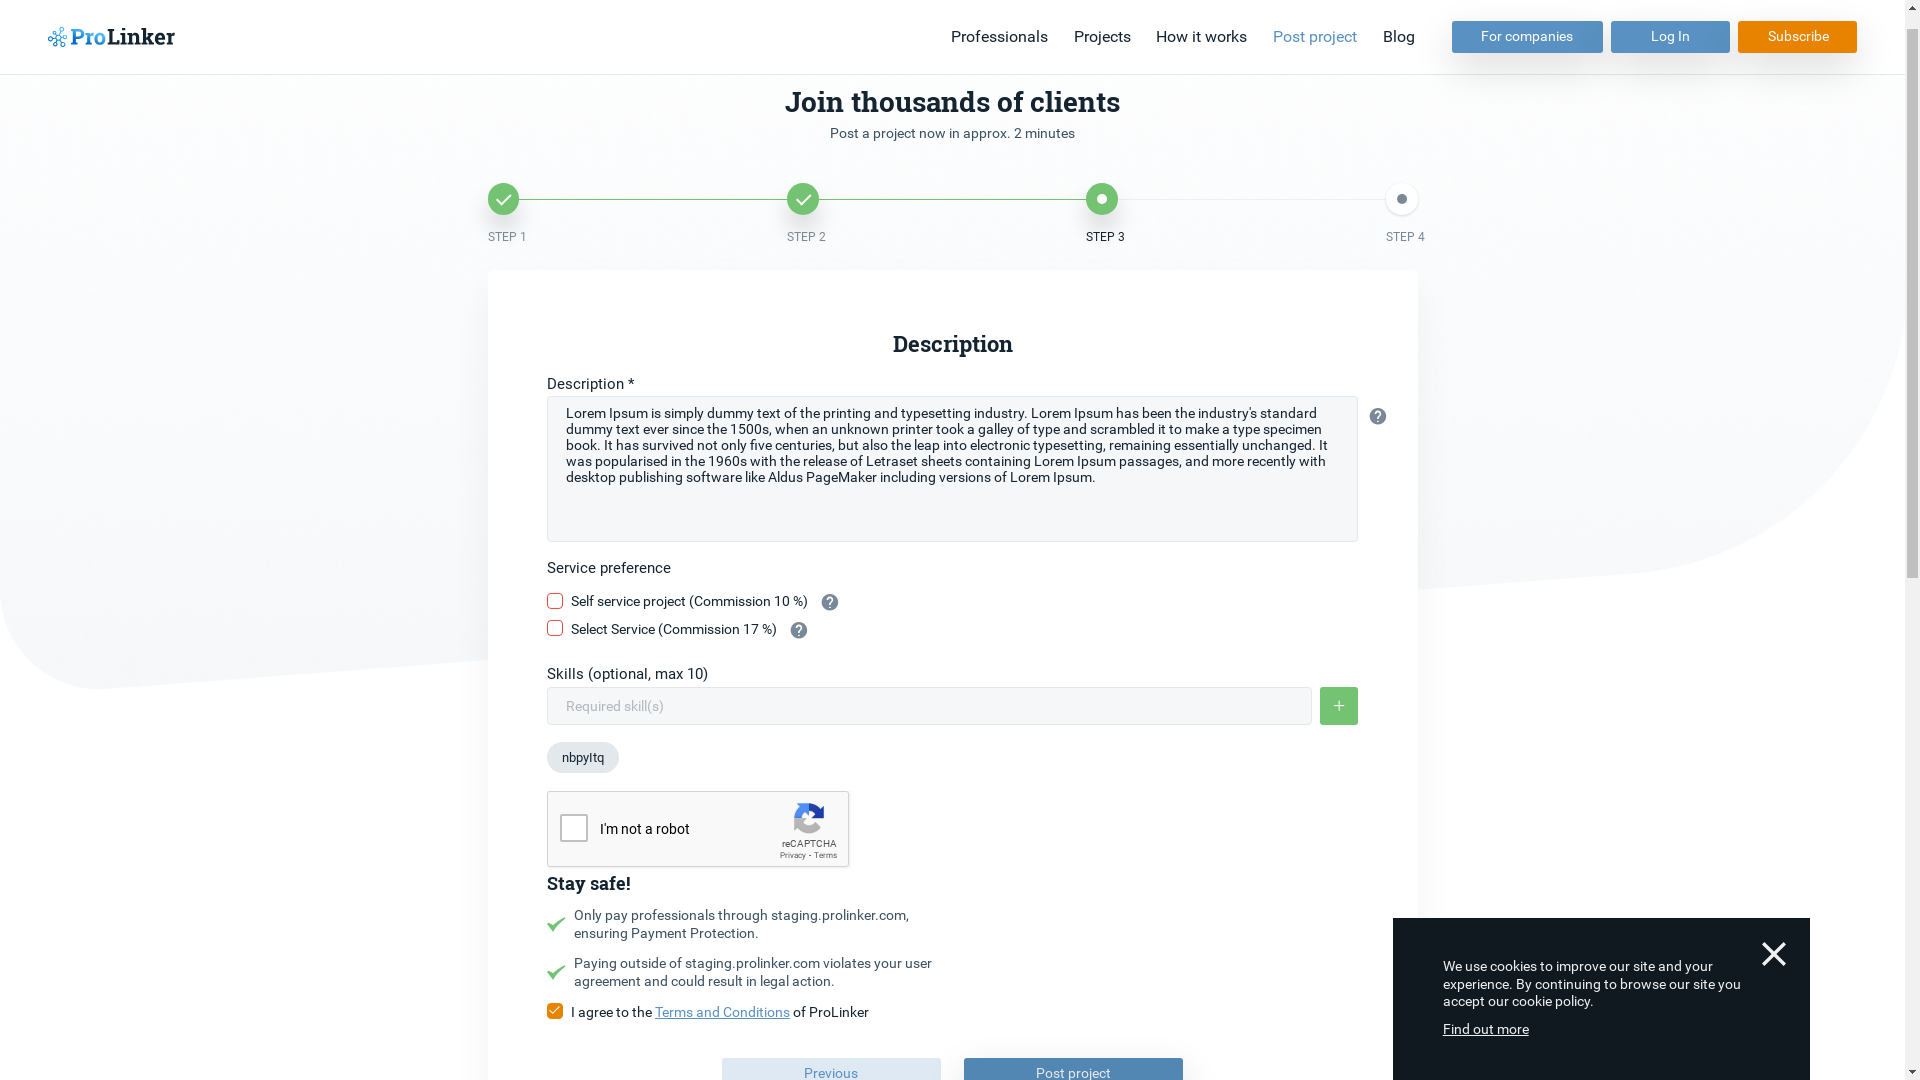 ProLinker
Professionals
Projects
How it works
Post project
Blog
For companies
Log In
Subscribe
Join thousands of clients
Post a project now in approx. 2 minutes
STEP 1
STEP 2
STEP 3
STEP 4
Description
Description *
Lorem Ipsum is simply dummy text of the printing and typesetting industry. Lorem Ipsum has been the industry's standard
dummy text ever since the 1500s, when an unknown printer took a galley of type and scrambled it to make a type specimen
book. It has survived not only five centuries, but also the leap into electronic typesetting, remaining essentially unchanged. It
was popularised in the 1960s with the release of Letraset sheets containing Lorem Ipsum passages, and more recently with
desktop publishing software like Aldus PageMaker including versions of Lorem Ipsum.
Service preference
Self service project (Commission 10 %)
Select Service (Commission 17 %)
Skills (optional, max 10)
Required skill(s)
+
I'm not a robot
reCAPTCHA
Privacy - Terms
Stay safe!
Only pay professionals through staging.prolinker.com,
ensuring Payment Protection.
Paying outside of staging.prolinker.com violates your user
agreement and could result in legal action.
I agree to the Terms and Conditions of ProLinker
Previous
Post project
We use cookies to improve our site and your
experience. By continuing to browse our site you
accept our cookie policy.
Find out more